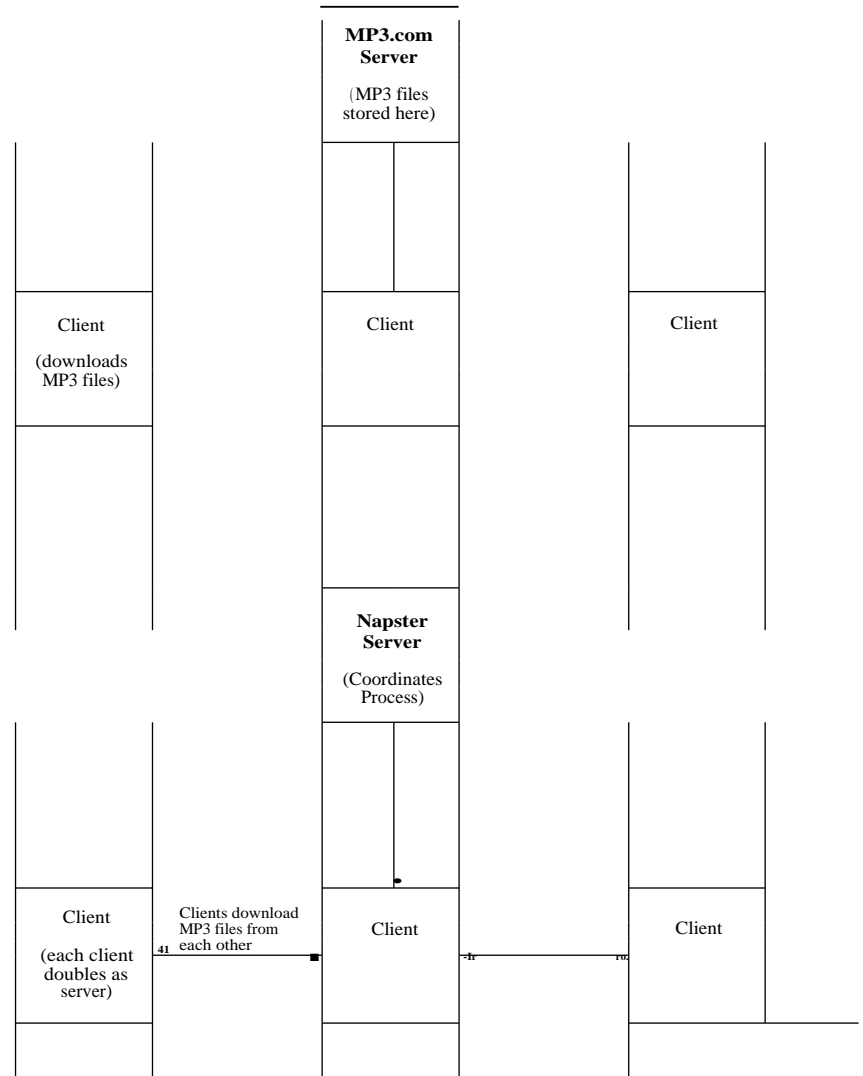 MP3.com
Server
(MP3 files
stored here)
Client
(downloads
MP3 files)
Client
Client
Napster
Server
(Coordinates
Process)
Client
(each client
doubles as
server)
Clients download
MP3 files from
each other
41
Client
-Ir
Client